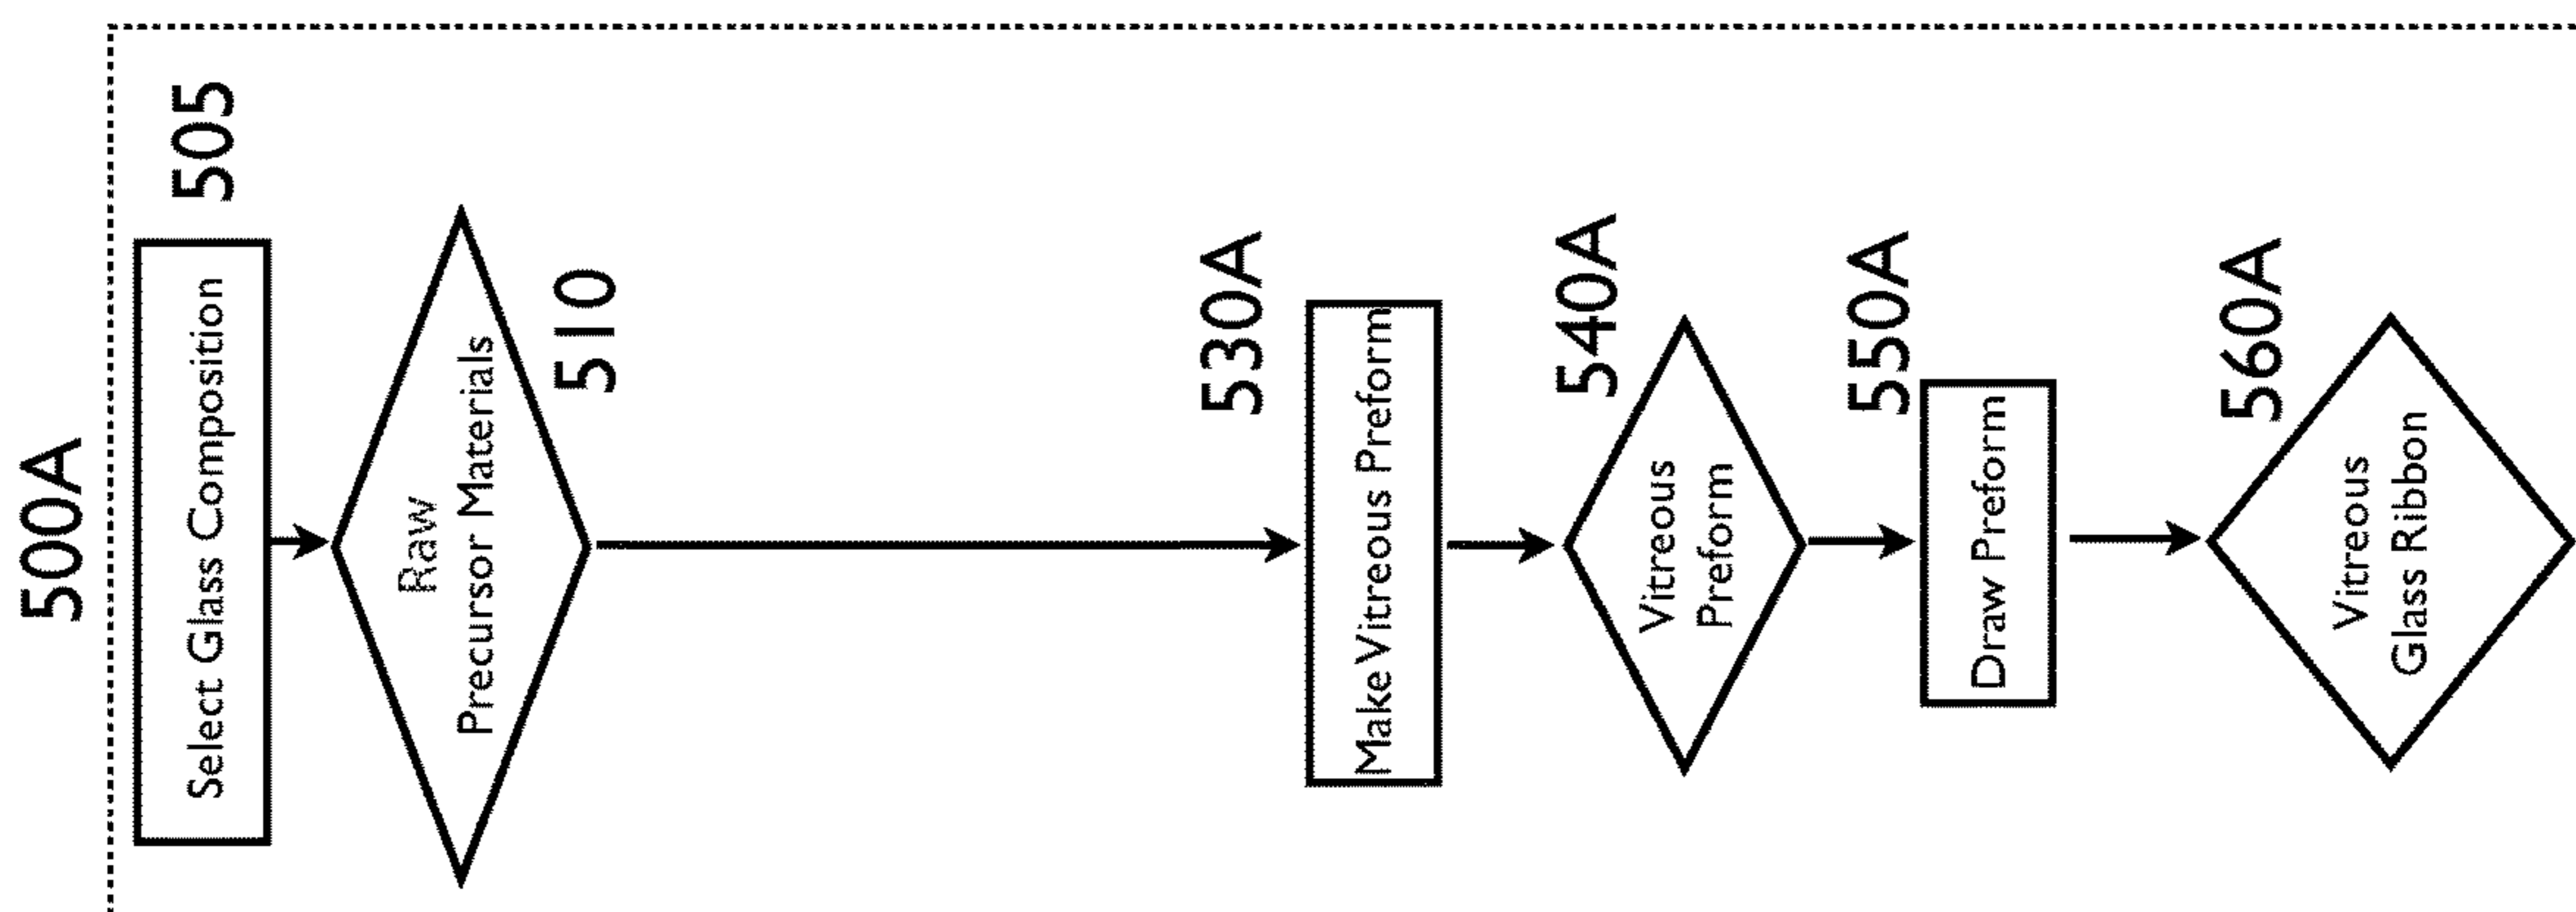 500A
505
Select Glass Composition
Raw
Precursor Materials
510
530A
Make Vitreous Preform
540A
Vitreous
Preform
550A
Draw Preform
560A
Vitreous
Glass Ribbon